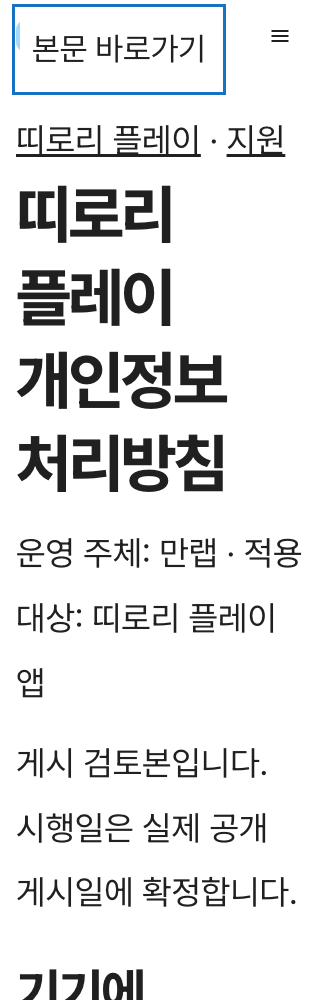 본문 바로가기
띠로리 플레이 · 지원
띠로리
플레이
개인정보
처리방침
운영 주체: 만랩 · 적용
대상: 띠로리 플레이
앱
게시 검토본입니다.
시행일은 실제 공개
게시일에 확정합니다.
기기에